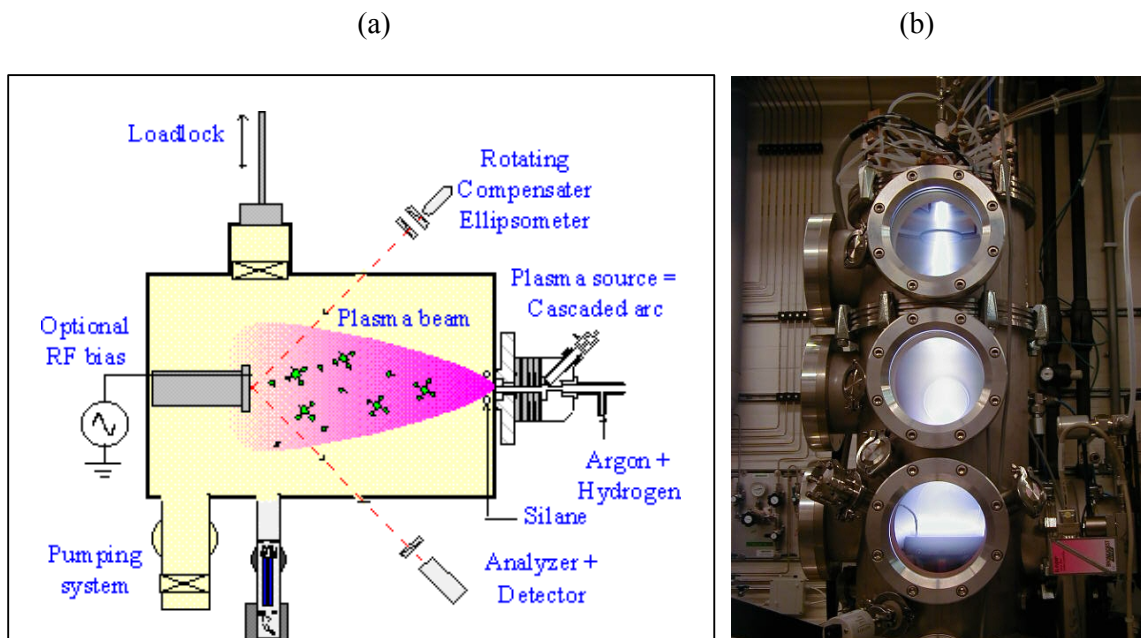 (a)
(b)
Loadlock
Rotating
Compensater
Ellipsometer
Plasma source =
Cascaded arc
Plasma beam
Optional
RF bias
Argon +
Hydrogen
Silane
Pumping
system
Analyzer +
Detector